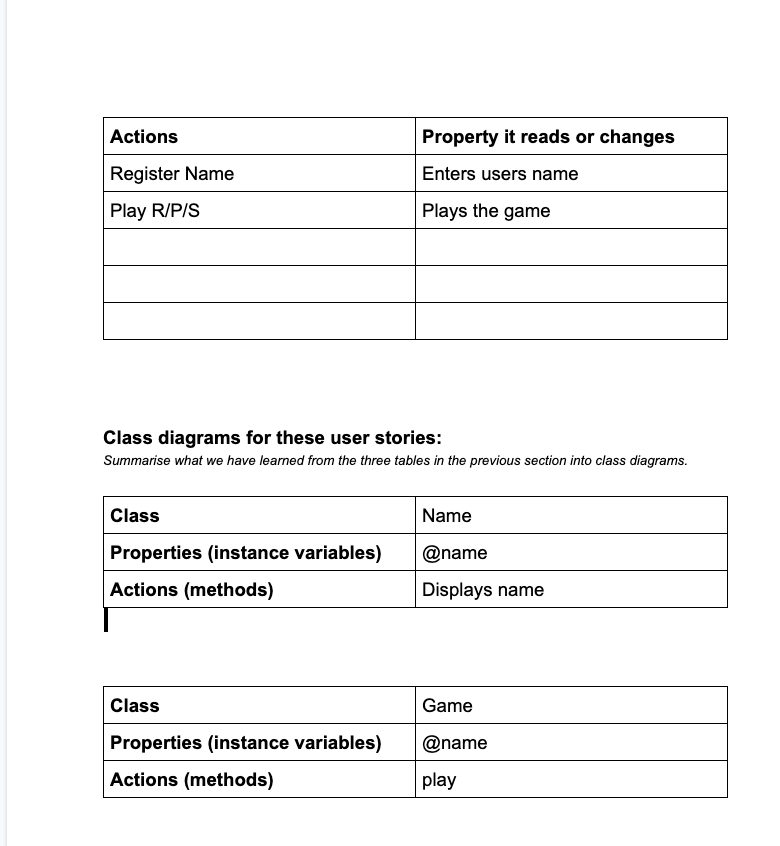 Actions Property it reads or changes
Register Name Enters users name
Play R/P/S Plays the game
Class diagrams for these user stories:
Summarise what we have learned from the three tables in the previous section into class diagrams.
Class Name
Properties (instance variables) @name
Actions (methods) Displays name
Class Game
Properties (instance variables) @name
Actions (methods) play